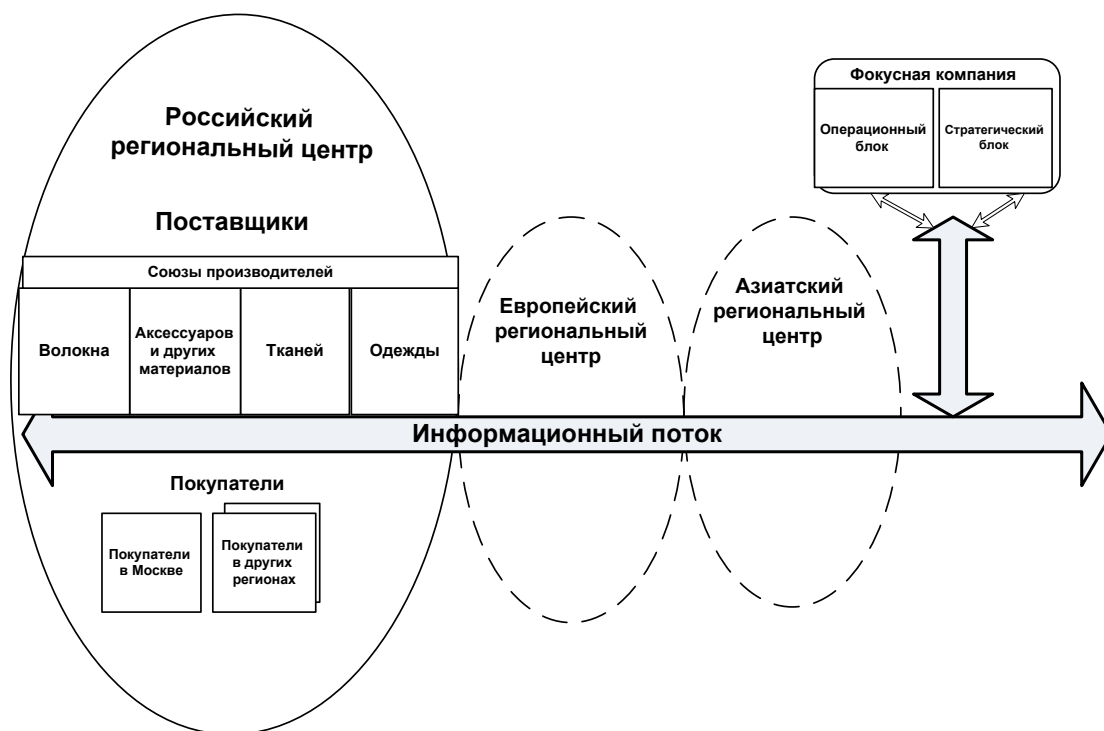 Российский
региональный центр
Поставщики
Союзы производителей
Волокна
Аксессуаров
и других
материалов
Тканей
Одежды
Европейский
региональный
центр
Азиатский
региональный
центр
Фокусная компания
Операционный
блок
Стратегический
блок
Информационный поток
Покупатели
Покупатели
в Москве
Покупатели
в других
регионах